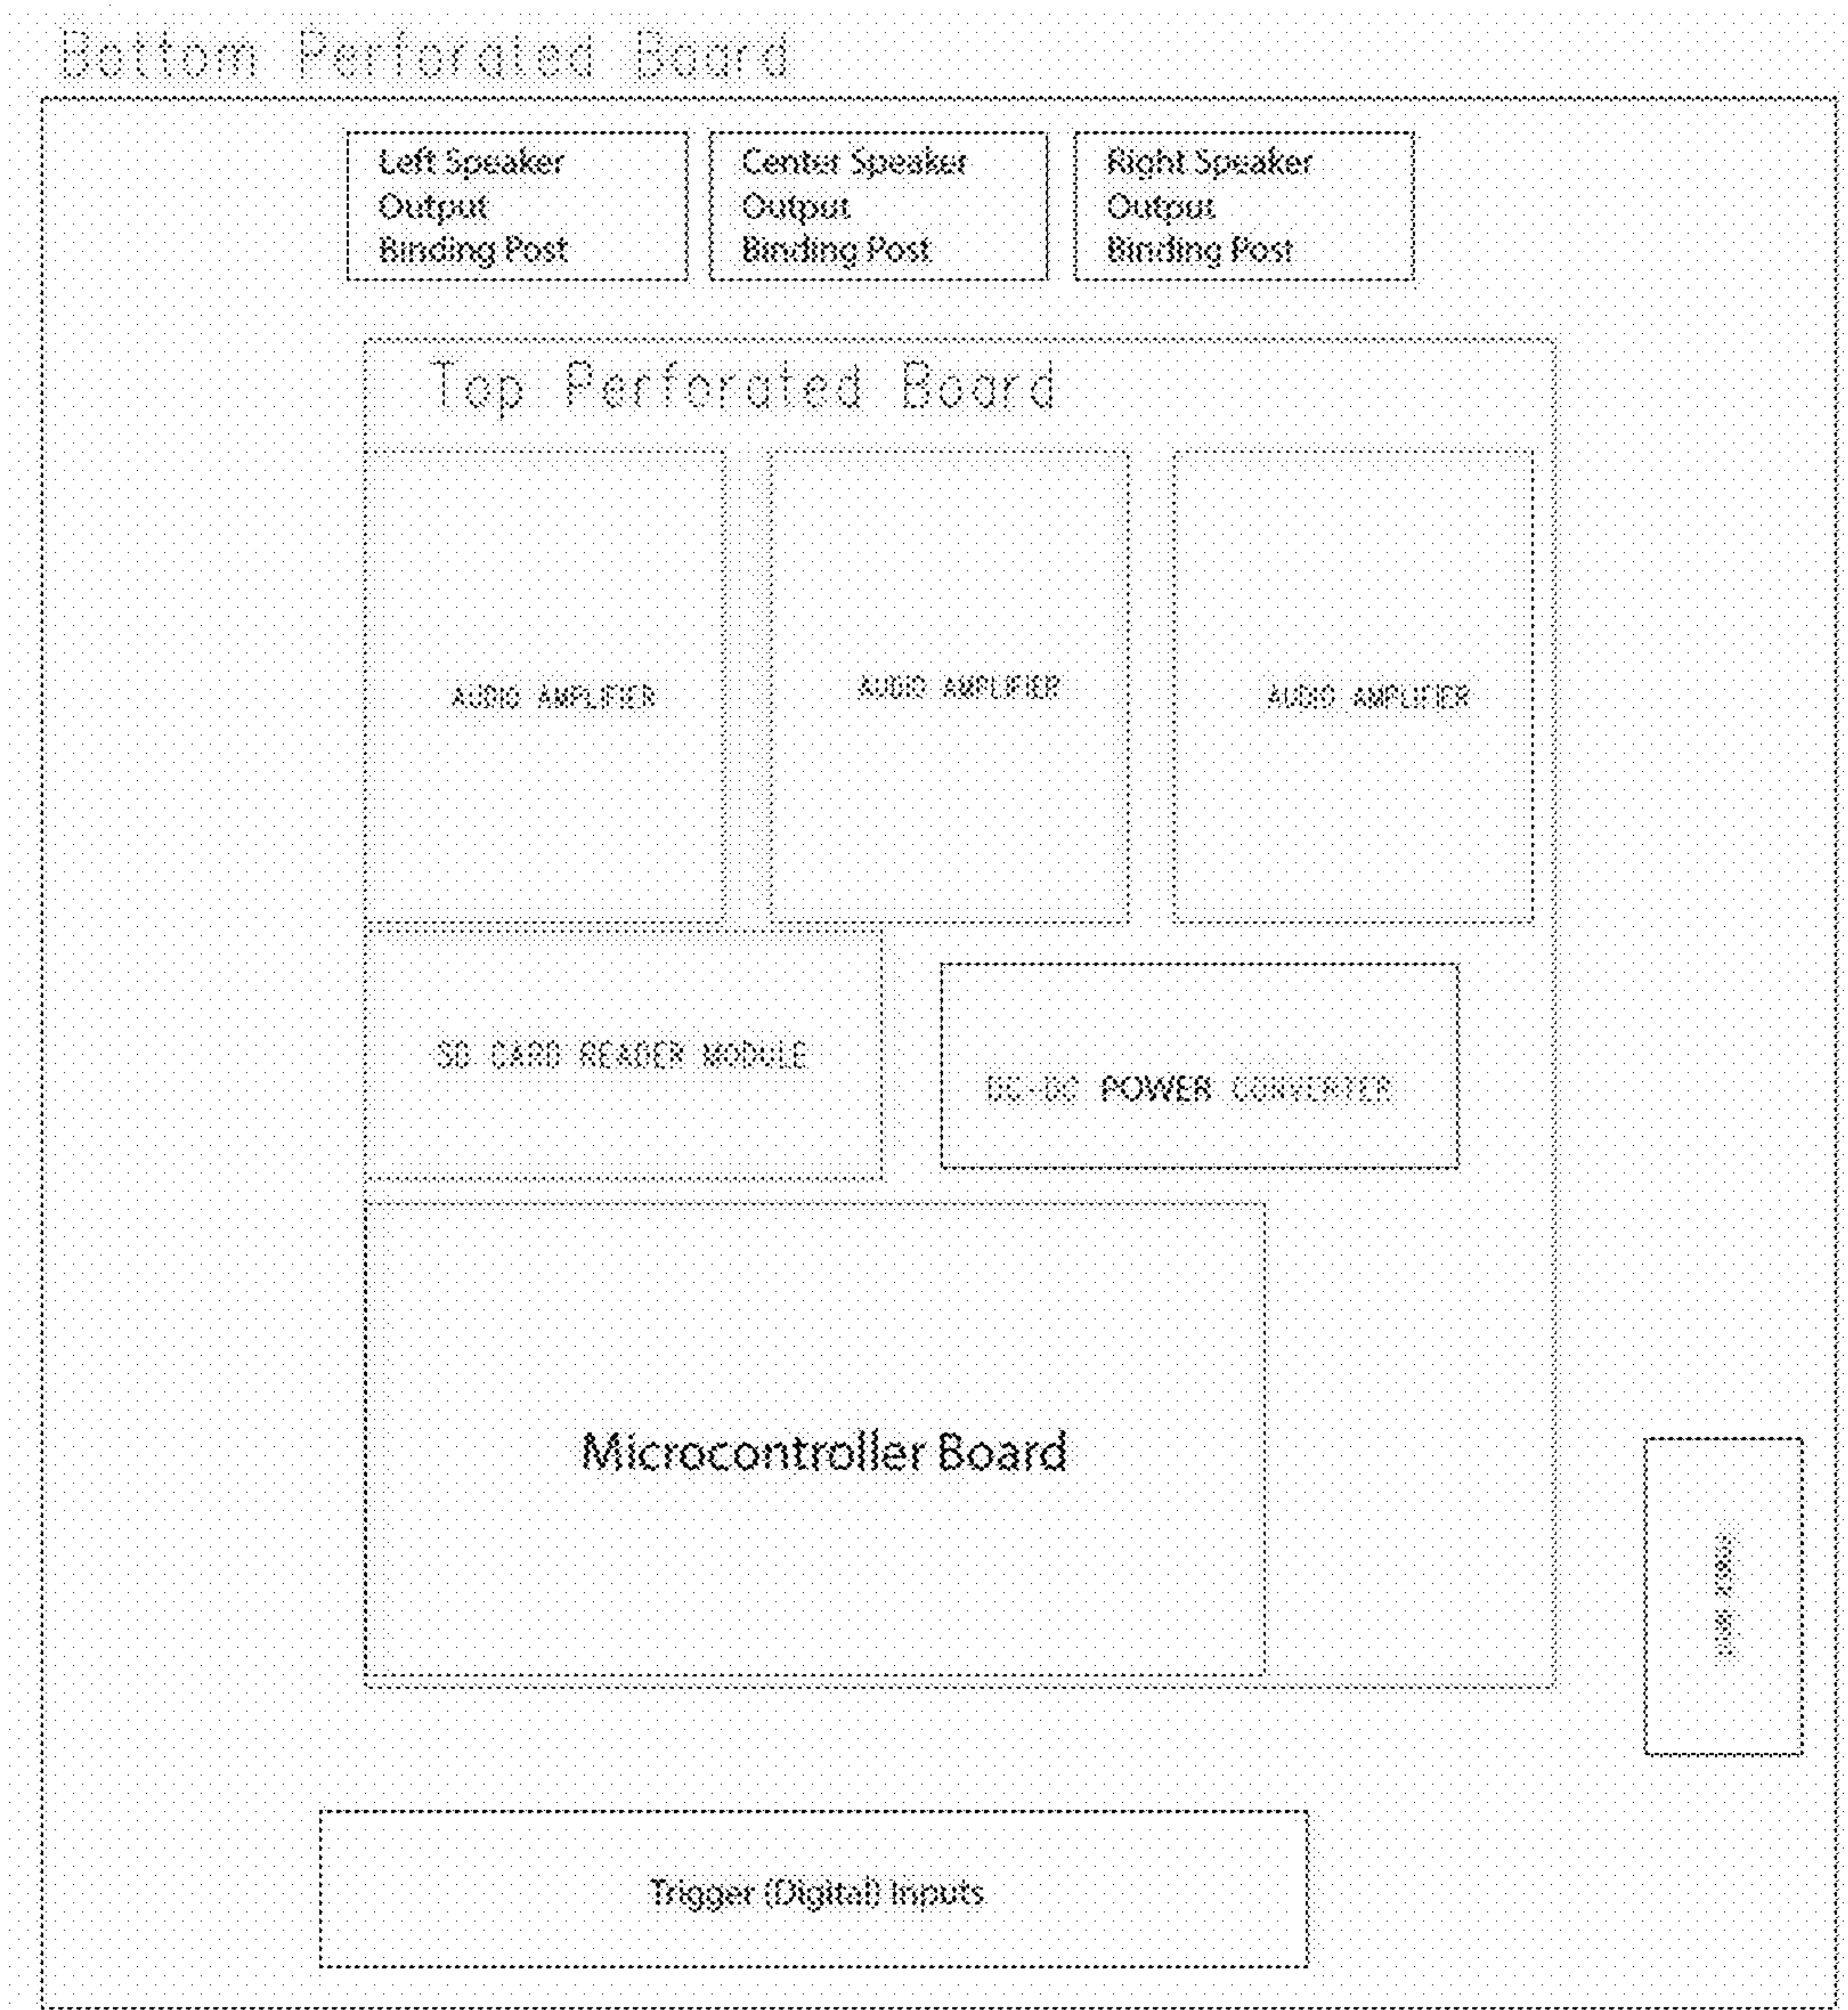 Bottom Perforated Board
Left Speaker
Output
Binding Post
Center Speaker
Output
Binding Post
Right Speaker
Output
Binding Post
Top Perforated Board
AUDIO AMPLIFIER
AUDIO AMPLIFIER
AUDIO AMPLIFIER
SD CARD READER MODULE
DC-DC POWER CONVERTER
Microcontroller Board
Trigger (Digital) Inputs